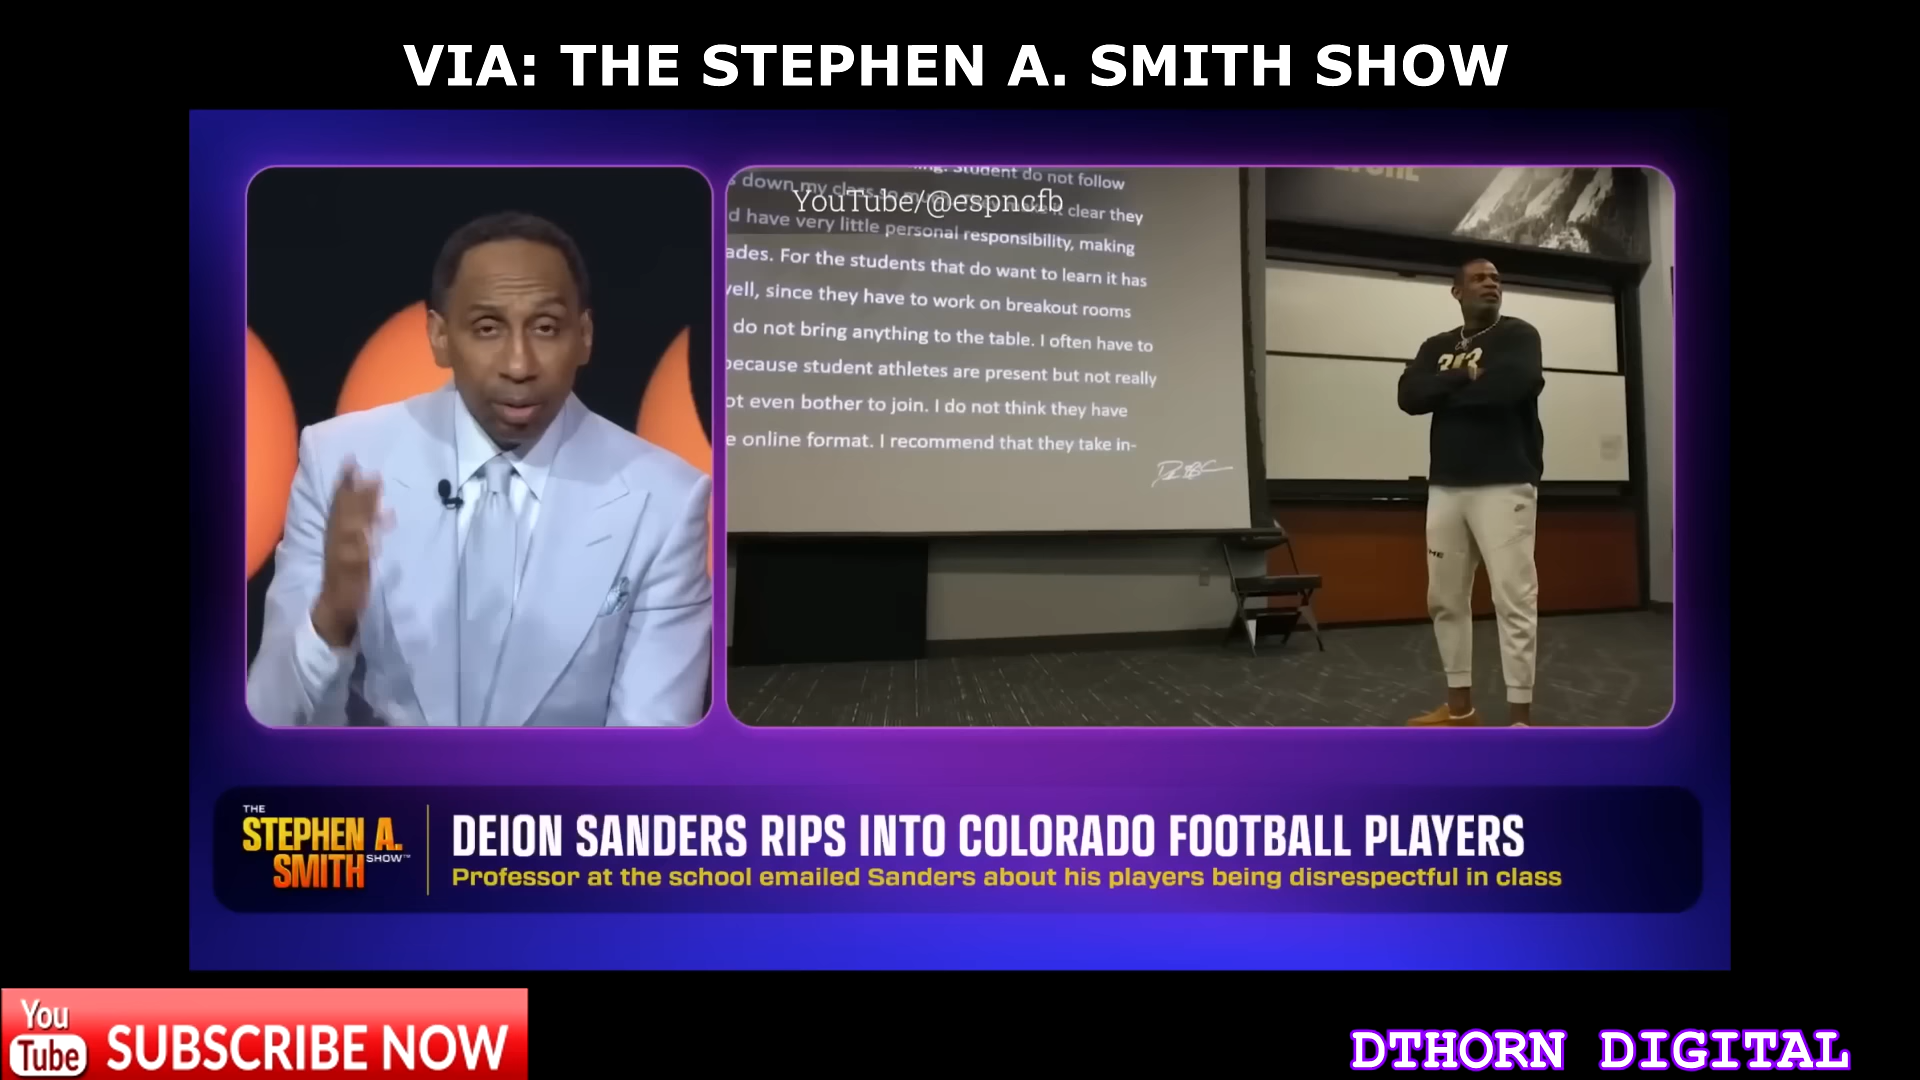 VIA: THE STEPHEN A. SMITH SHOW
Student do not follow
down my class
YouTube/@espncfb
make it clear they
have very little personal responsibility, making
ades. For the students that do want to learn it has
ell, since they have to work on breakout rooms
do not bring anything to the table. I often have to
because student athletes are present but not really
ot even bother to join. I do not think they have
e online format. I recommend that they take in-
313
THE
STEPHEN A.
SMITH SHOW™
DEION SANDERS RIPS INTO COLORADO FOOTBALL PLAYERS
Professor at the school emailed Sanders about his players being disrespectful in class
You
Tube
SUBSCRIBE NOW
DTHORN DIGITAL